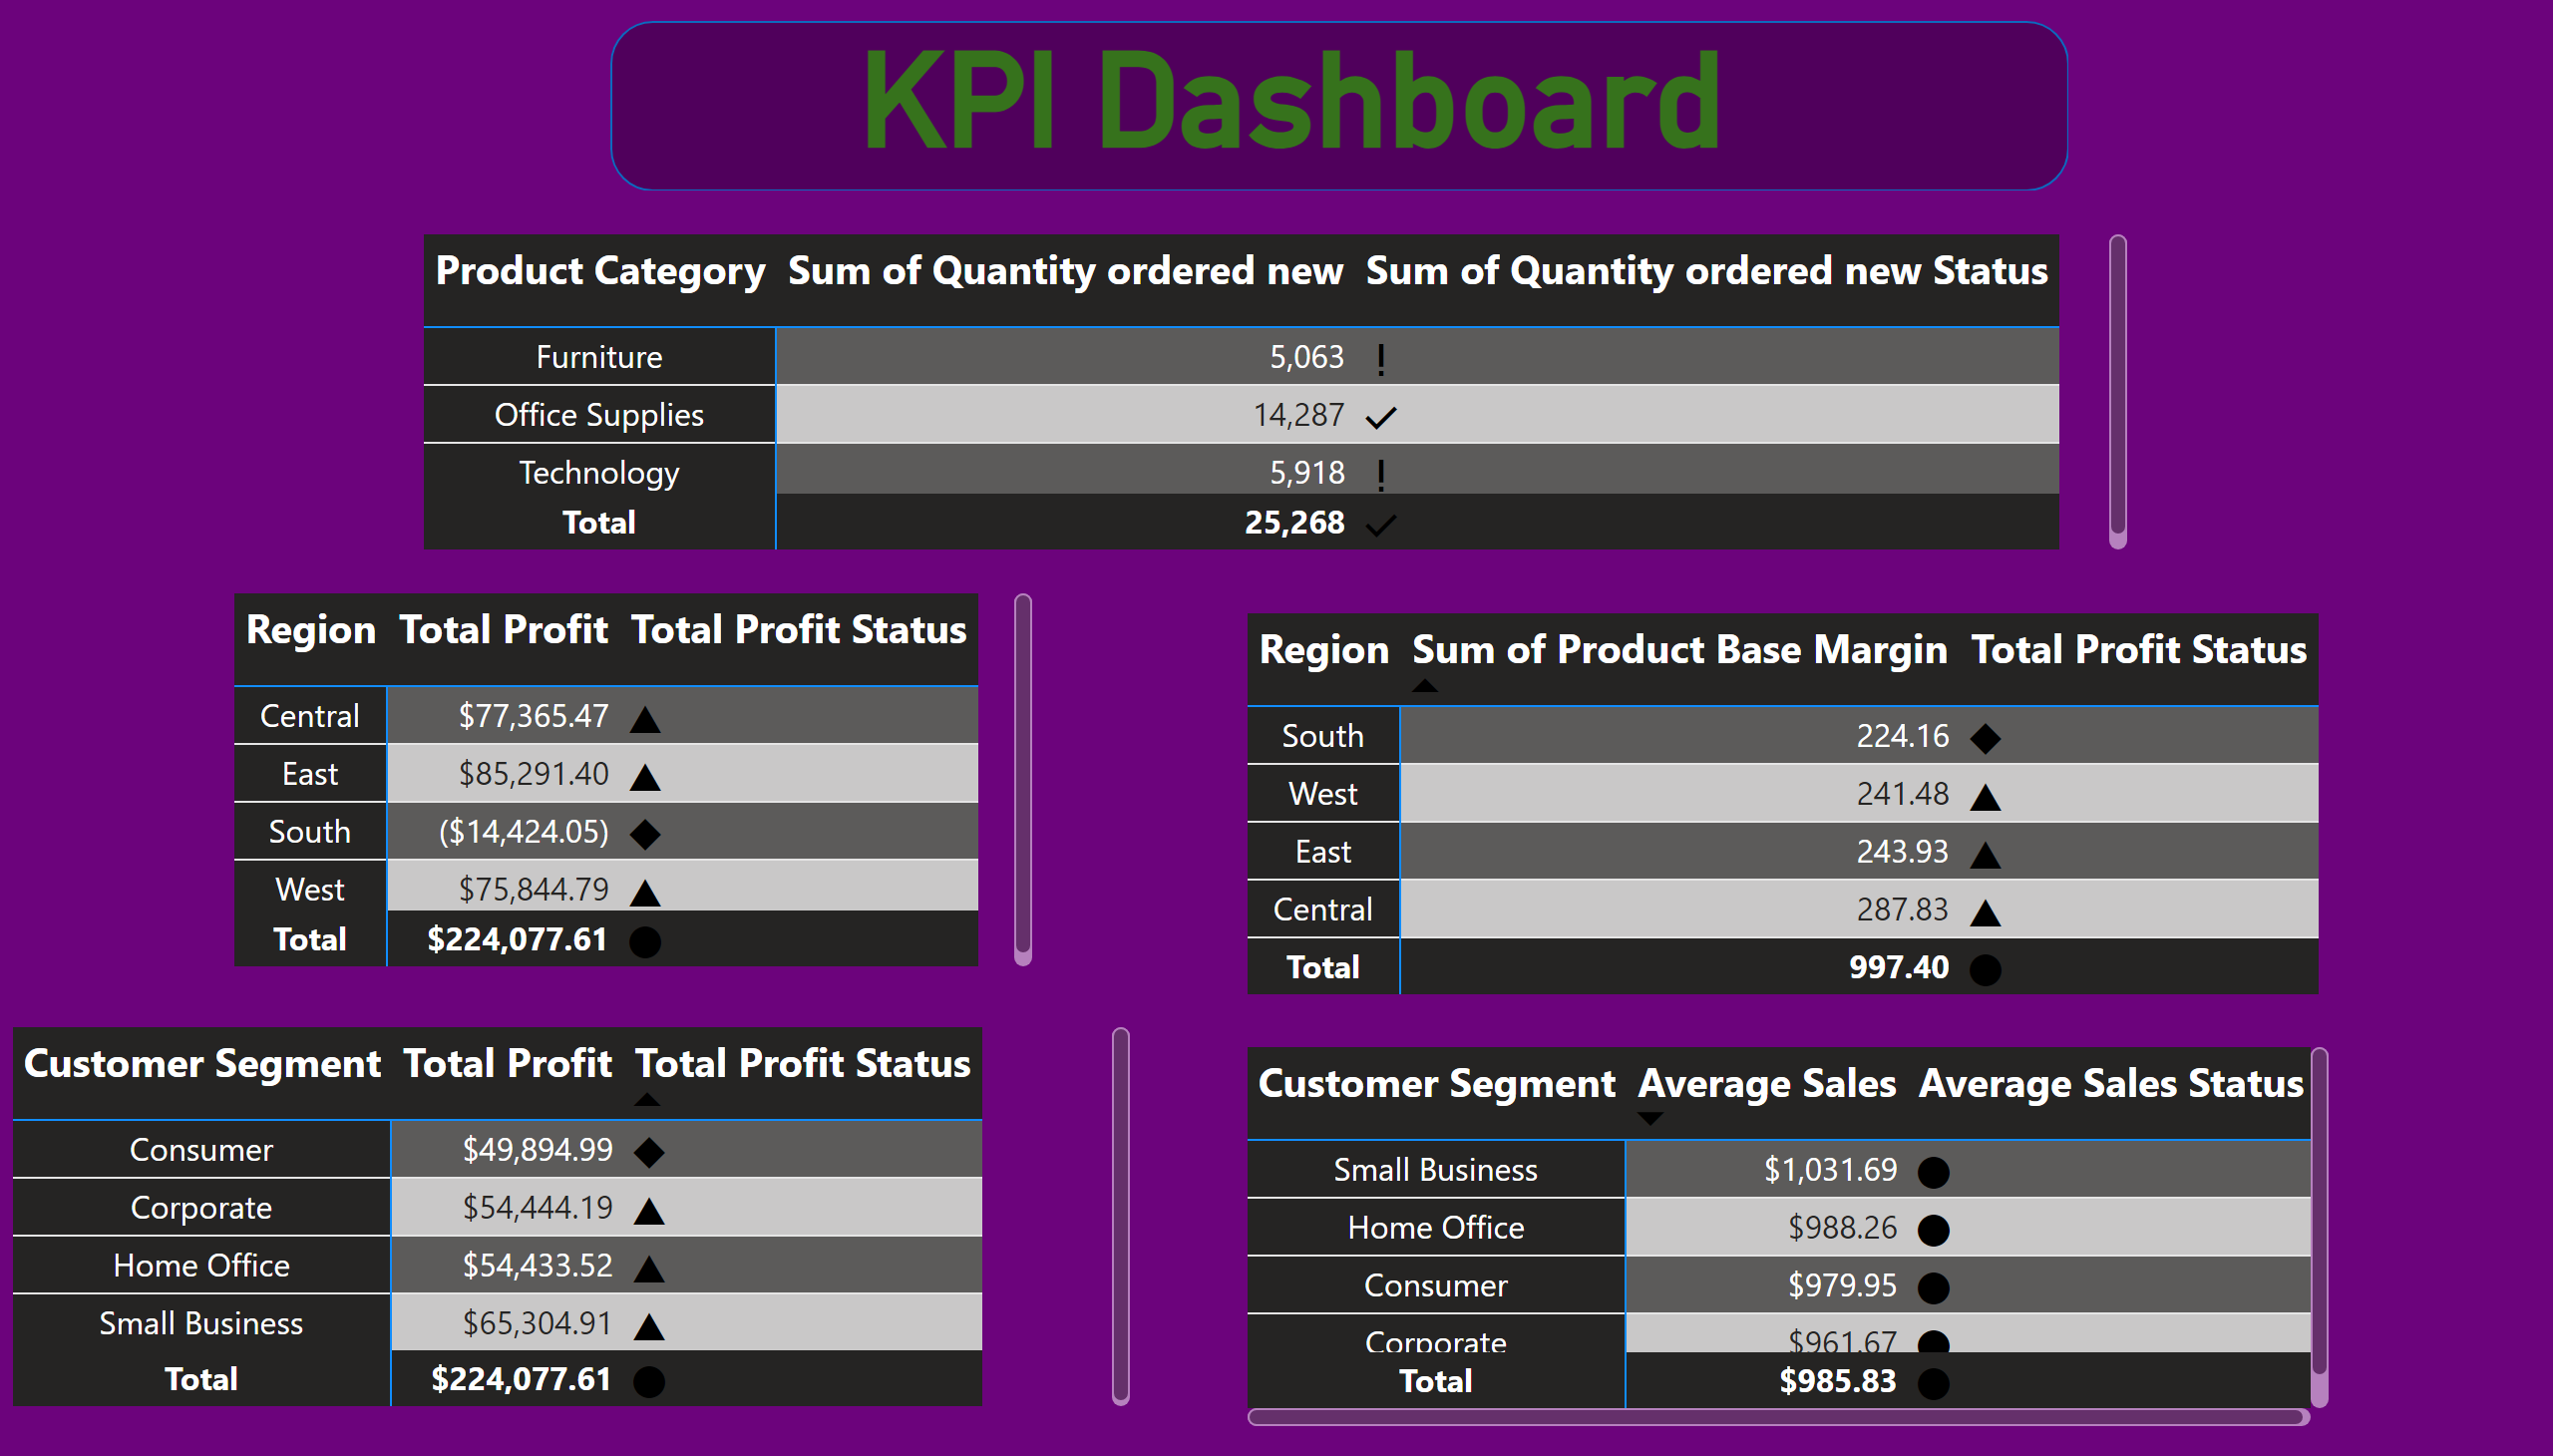 KPI Dashboard
Product Category Sum of Quantity ordered new Sum of Quantity ordered new Status
Furniture 5,063 !
Office Supplies 14,287
Technology 5,918 !
Total 25,268
Region Total Profit Total Profit Status
Central $77,365.47
East $85,291.40
South ($14,424.05)
West $75,844.79
Total $224,077.61
Region Sum of Product Base Margin Total Profit Status
South 224.16
West 241.48
East 243.93
Central 287.83
Total 997.40
Customer Segment Total Profit Total Profit Status
Consumer $49,894.99
Corporate $54,444.19
Home Office $54,433.52
Small Business $65,304.91
Total $224,077.61
Customer Segment Average Sales Average Sales Status
Small Business $1,031.69
Home Office $988.26
Consumer $979.95
Corporate $961.67
Total $985.83